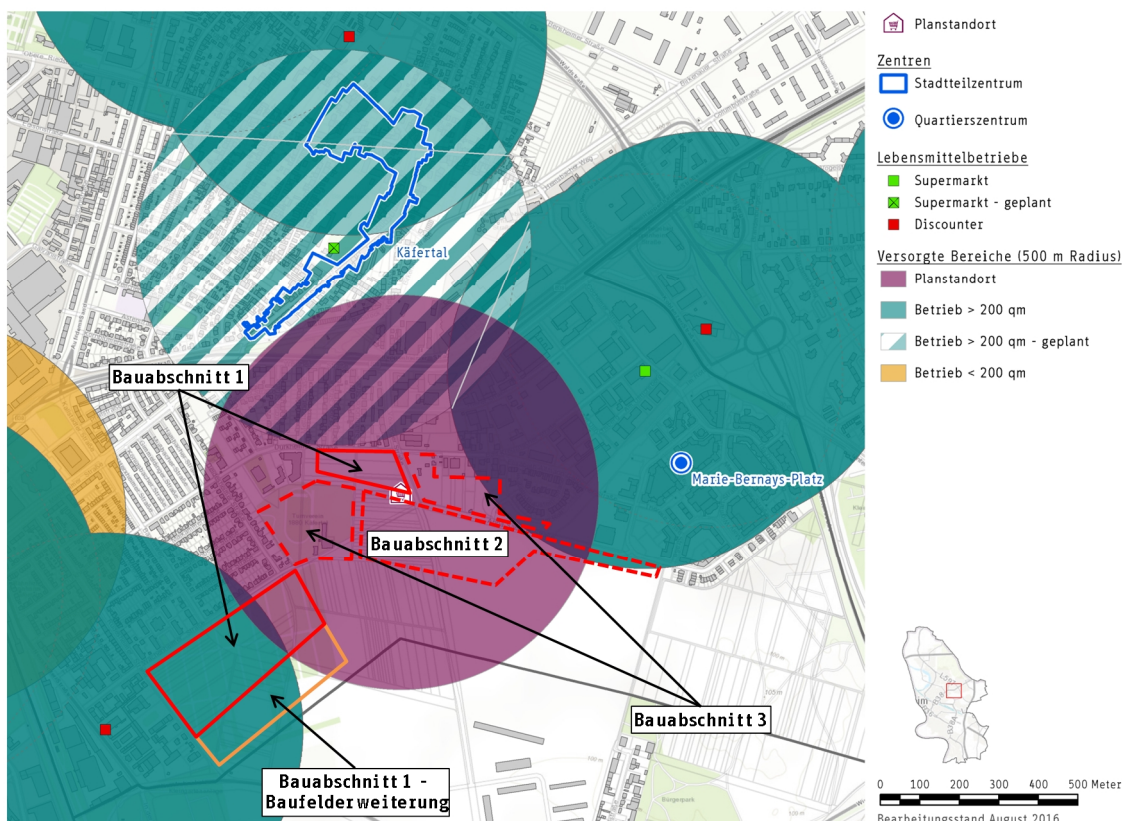 Käfertal
Bauabschnitt 1
Marie-Bernays-Platz
Bauabschnitt 2
Bauabschnitt 3
Bauabschnitt 1 -
Baufelderweiterung
Bürgerpark
Planstandort
Zentren
Stadtteilzentrum
Quartierszentrum
Lebensmittelbetriebe
Supermarkt
Supermarkt - geplant
Discounter
Versorgte Bereiche (500 m Radius)
Planstandort
Betrieb > 200 qm
Betrieb > 200 qm - geplant
Betrieb < 200 qm
0 100 200 300 400 500 Meter
Bearbeitungsstand August 2016